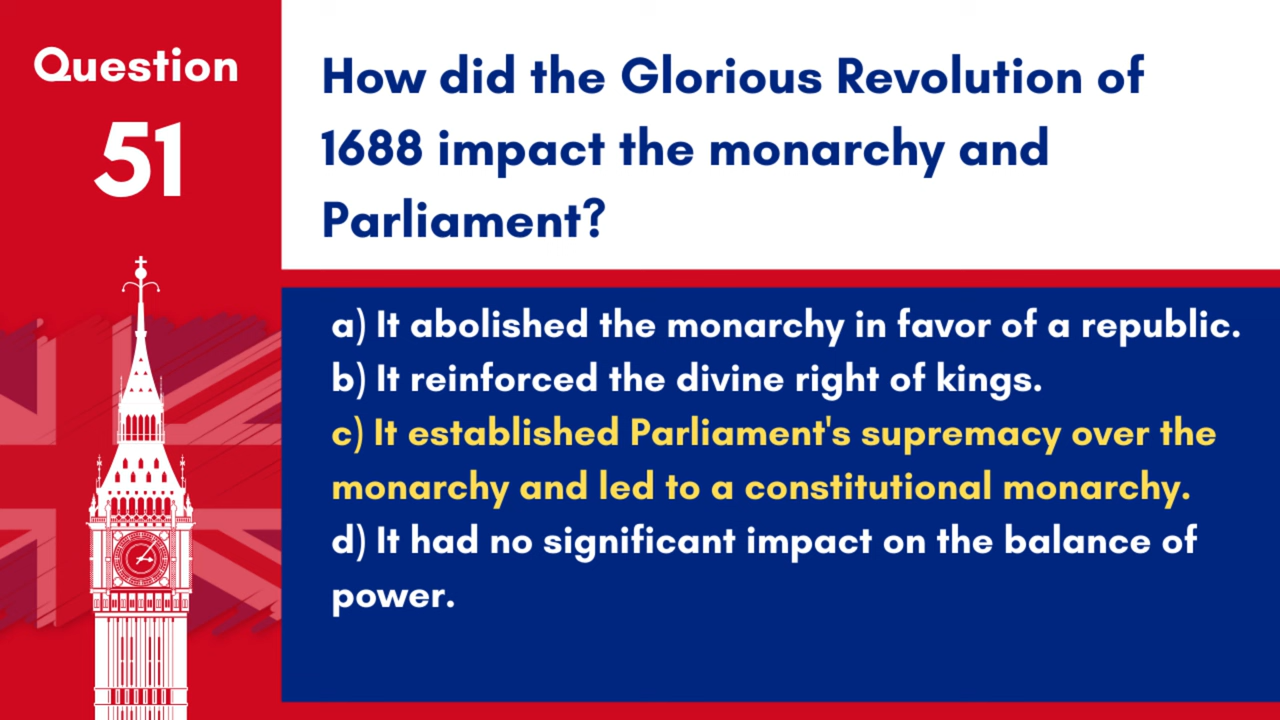 Question
51
How did the Glorious Revolution of
1688 impact the monarchy and
Parliament?
a) It abolished the monarchy in favor of a republic.
b) It reinforced the divine right of kings.
c) It established Parliament's supremacy over the
monarchy and led to a constitutional monarchy.
d) It had no significant impact on the balance of
power.